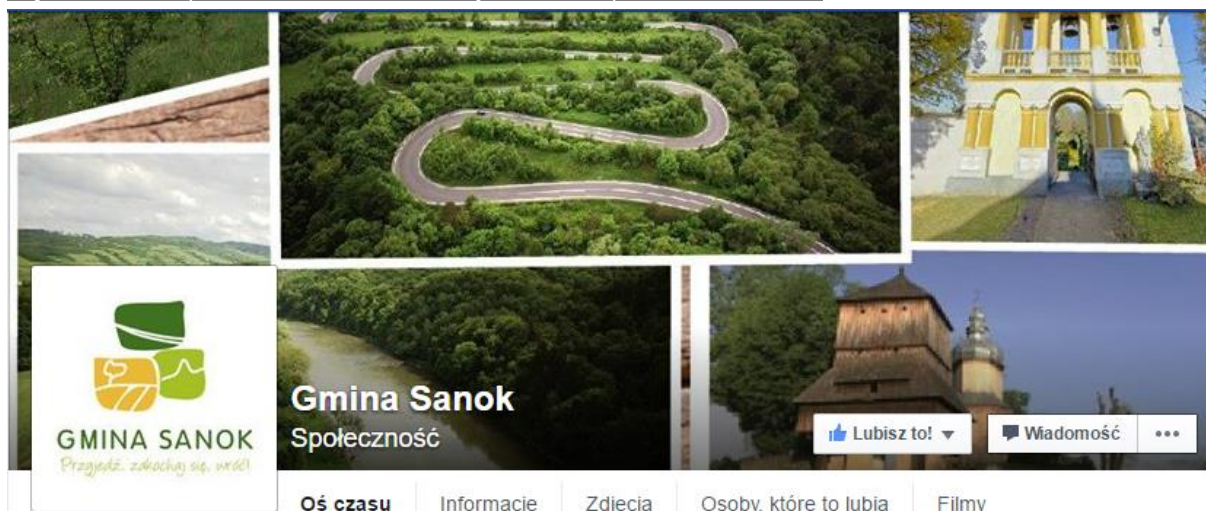 Gmina Sanok
Społeczność
GMINA SANOK
Przyjedź, zakochaj się, wróć!
Lubisz to!
Wiadomość
Oś czasu
Informacje
Zdjęcia
Osoby, które to lubią
Filmy